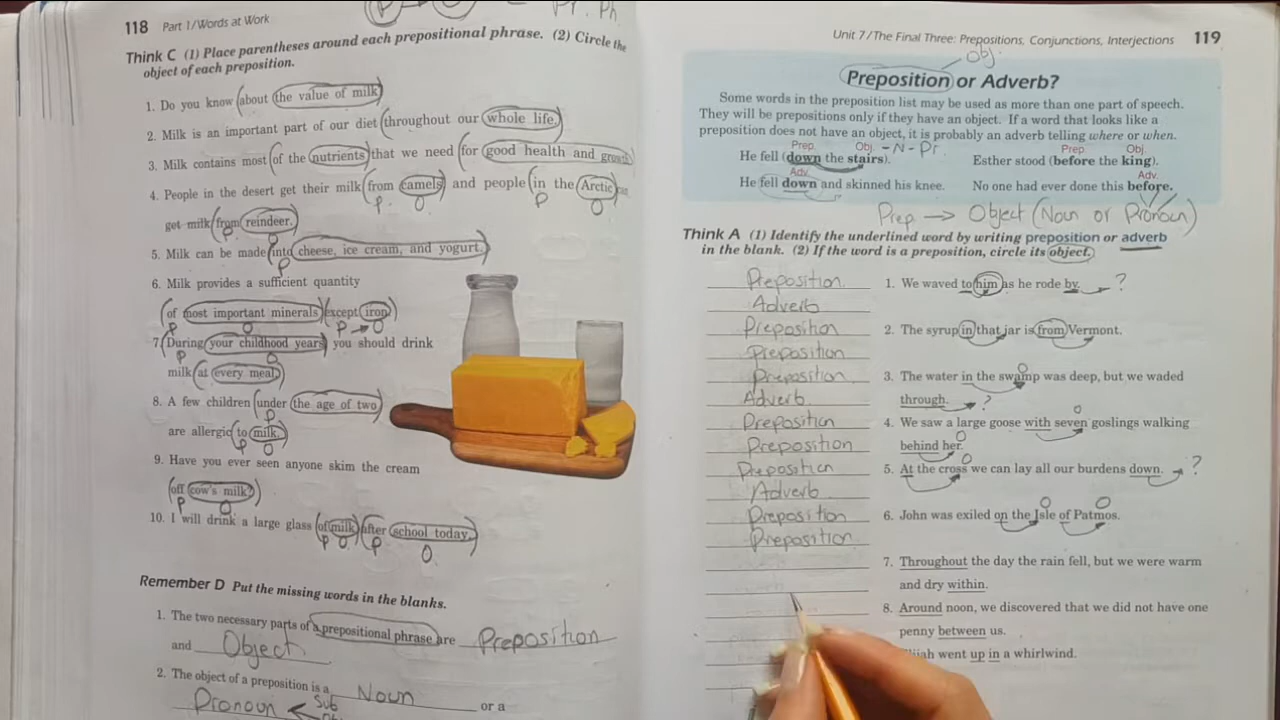 Pr. Ph
118 Part 1/Words at Work
Think C (1) Place parentheses around each prepositional phrase. (2) Circle the
object of each preposition.
1. Do you know (about the value of milk)
2. Milk is an important part of our diet (throughout our whole life.)
3. Milk contains most (of the nutrients) that we need (for good health and growth
4. People in the desert get their milk (from camels) and people (in the Arctic)
P O P O
get milk (from reindeer.)
P O
5. Milk can be made (into cheese, ice cream, and yogurt.)
P
6. Milk provides a sufficient quantity
(of most important minerals) (except iron)
P O P → O
7. (During your childhood years) you should drink
P O
milk (at every meal.)
8. A few children (under the age of two)
are allergic (to milk.)
P O
9. Have you ever seen anyone skim the cream
(off cow's milk?)
P O
10. I will drink a large glass (of milk) (after school today.)
P O P O
Remember D Put the missing words in the blanks.
1. The two necessary parts of a prepositional phrase are Preposition
and Object
2. The object of a preposition is a Noun or a
Pronoun Sub
Unit 7/The Final Three: Prepositions, Conjunctions, Interjections 119
Obj.
Preposition or Adverb?
Some words in the preposition list may be used as more than one part of speech.
They will be prepositions only if they have an object. If a word that looks like a
preposition does not have an object, it is probably an adverb telling where or when.
Prep. Obj. -N-Pr. Prep Obj.
He fell (down the stairs). Esther stood (before the king).
Adv. Adv.
He fell down and skinned his knee. No one had ever done this before.
Prep → Object (Noun or Pronoun)
Think A (1) Identify the underlined word by writing preposition or adverb
in the blank. (2) If the word is a preposition, circle its object.
Preposition 1. We waved to him as he rode by. ?
Adverb
Preposition 2. The syrup in that jar is from Vermont.
Preposition
Preposition 3. The water in the swamp was deep, but we waded
Adverb through. ?
Preposition 4. We saw a large goose with seven goslings walking
Preposition behind her.
Preposition 5. At the cross we can lay all our burdens down. ?
Adverb
Preposition 6. John was exiled on the Isle of Patmos.
Preposition
7. Throughout the day the rain fell, but we were warm
and dry within.
8. Around noon, we discovered that we did not have one
penny between us.
went up in a whirlwind.